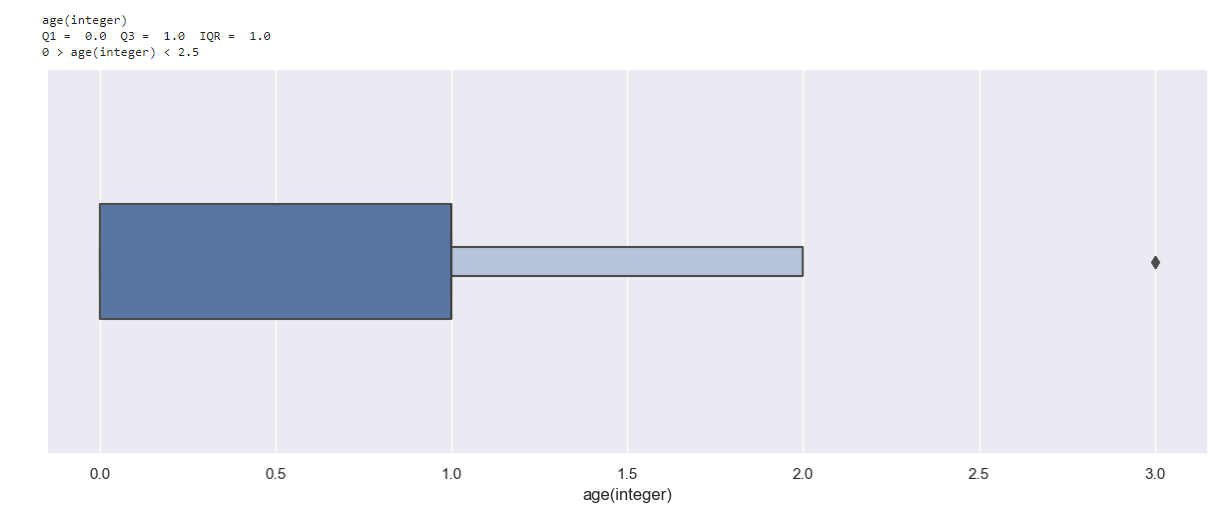 age(integer)
Q1 =  0.0  Q3 =  1.0  IQR =  1.0
0 > age(integer) < 2.5
0.0 0.5 1.0 1.5 2.0 2.5 3.0
age(integer)